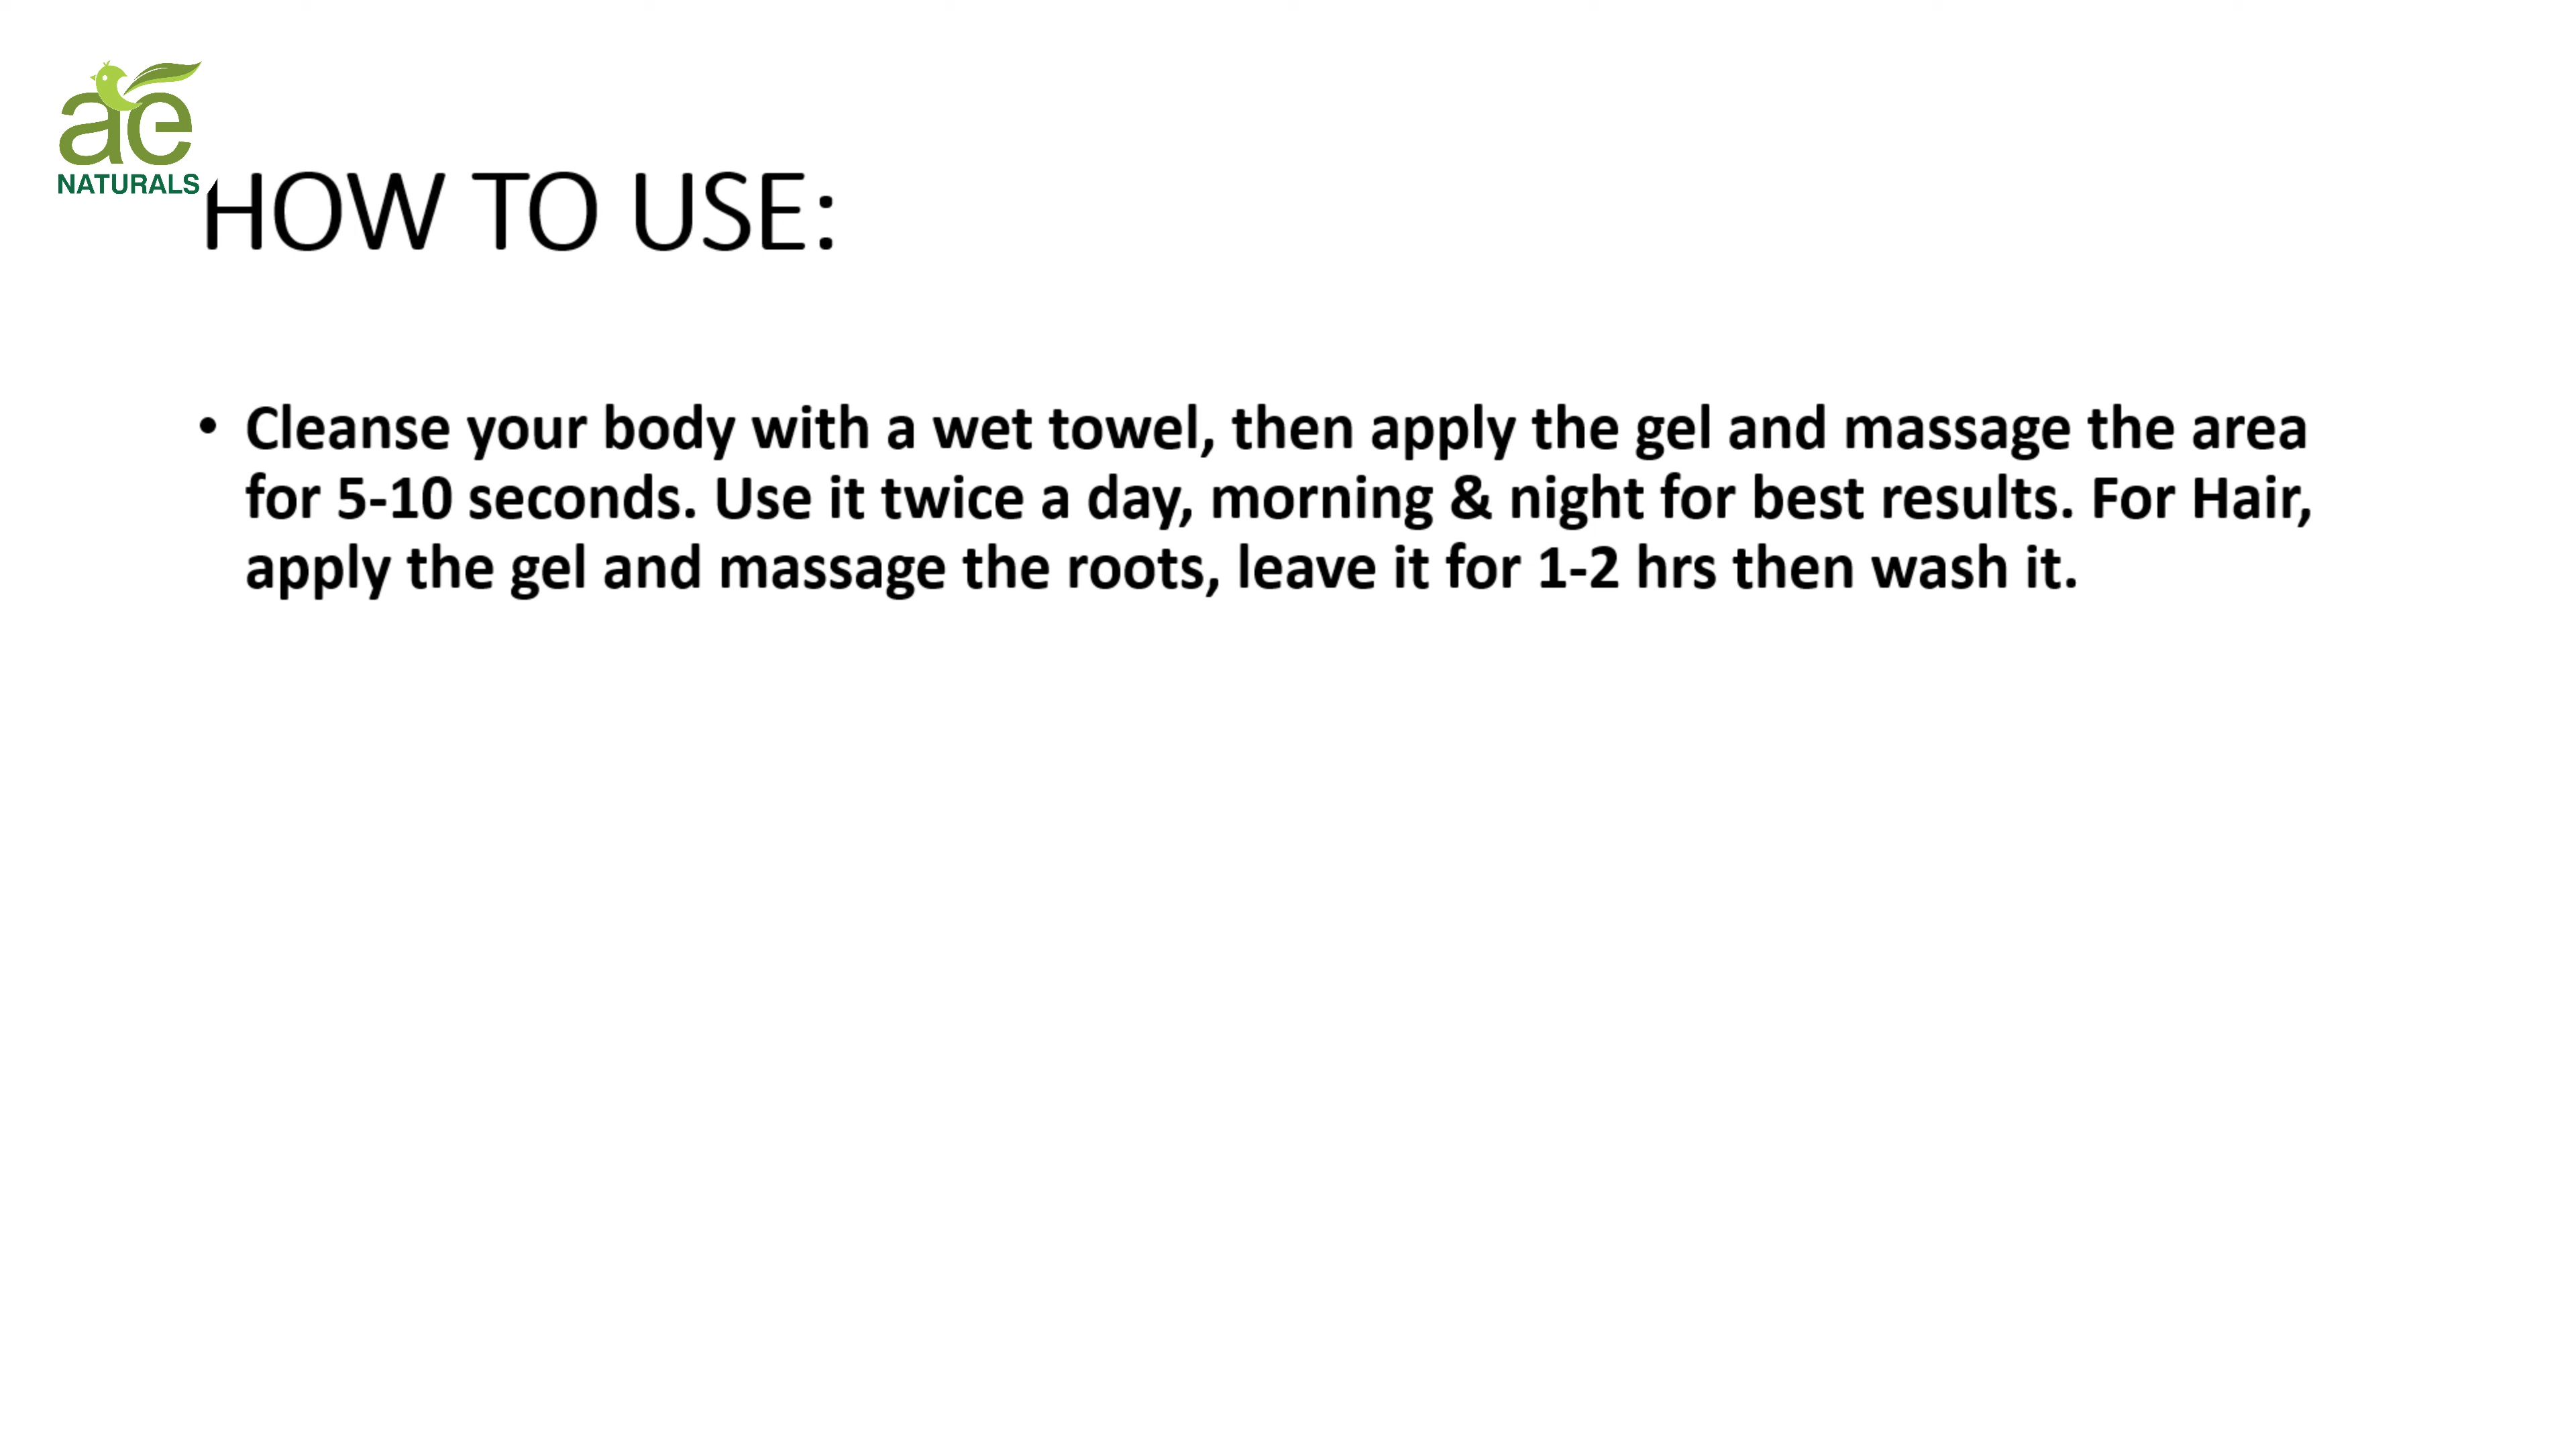 ae
NATURALS
HOW TO USE:
• Cleanse your body with a wet towel, then apply the gel and massage the area
for 5-10 seconds. Use it twice a day, morning & night for best results. For Hair,
apply the gel and massage the roots, leave it for 1-2 hrs then wash it.